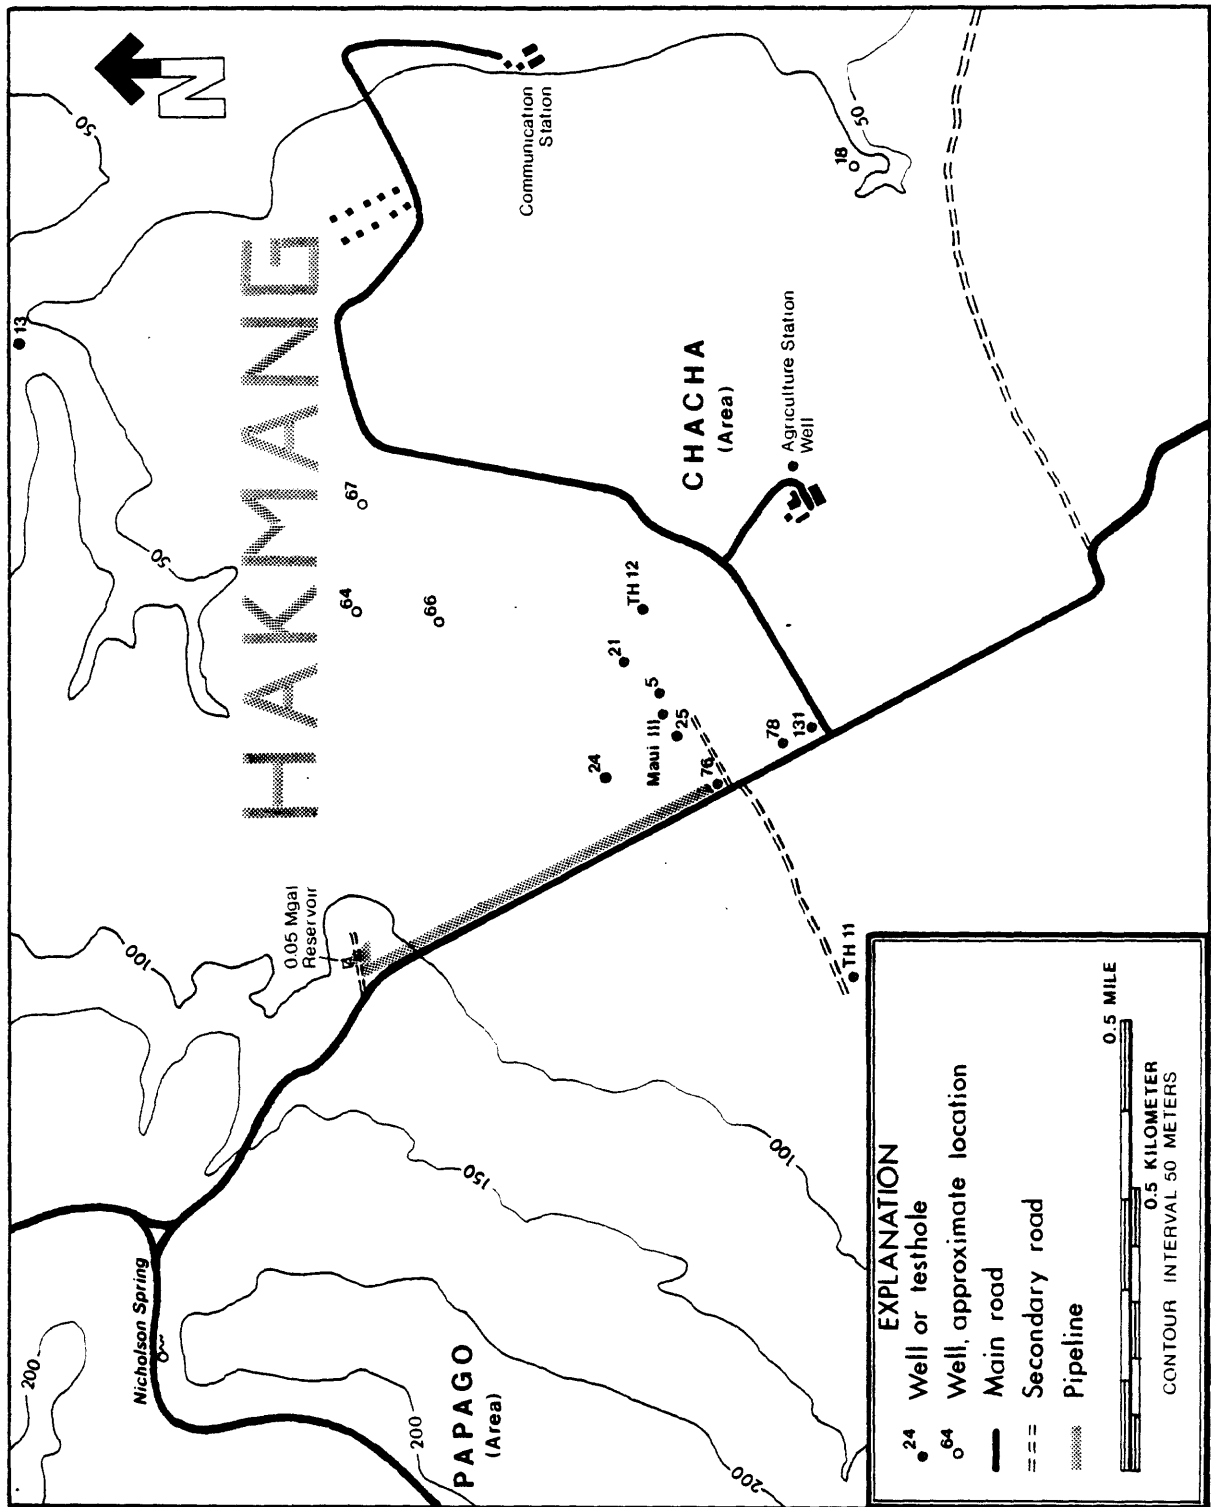 N
50
13
HAKMANG
Communication
Station
50
18
50
67
64
66
CHACHA
(Area)
Agriculture Station
Well
TH 12
21
5
Maui III
25
24
76
78
131
0.05 Mgal
Reservoir
100
TH 11
100
150
Nicholson Spring
200
200
PAPAGO
(Area)
200
EXPLANATION
24 Well or testhole
64 Well, approximate location
Main road
Secondary road
Pipeline
0.5 MILE
0.5 KILOMETER
CONTOUR INTERVAL 50 METERS